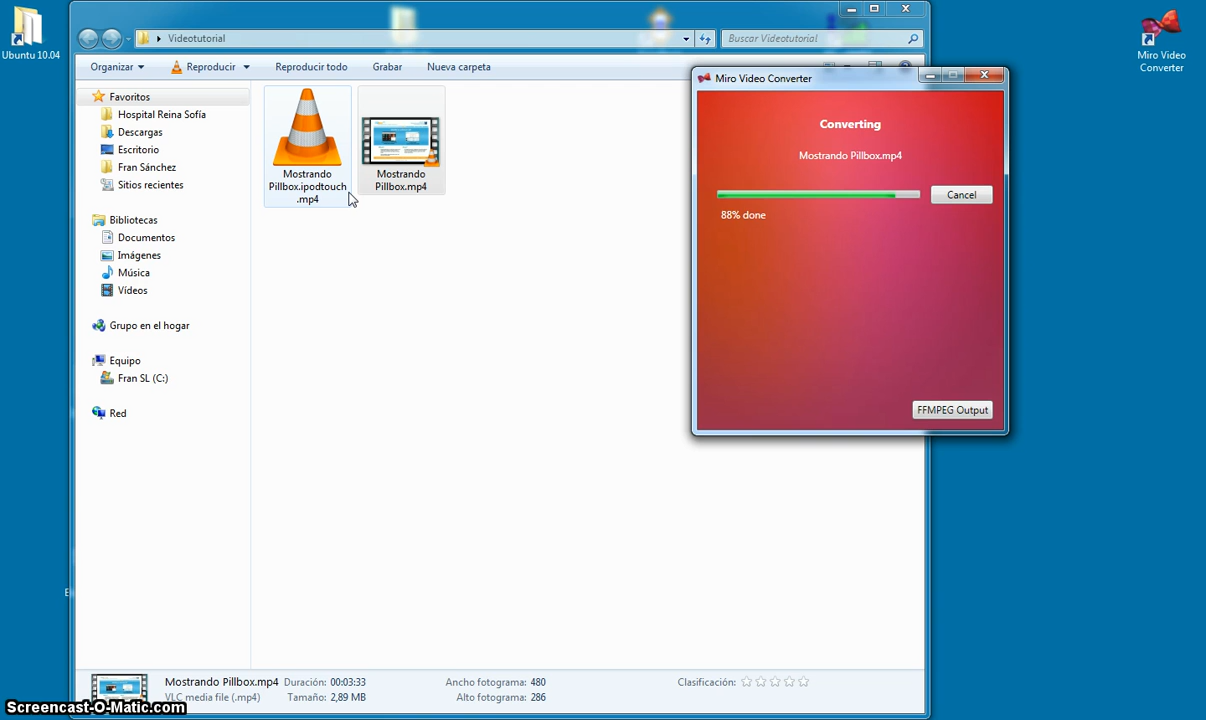 Ubuntu 10.04
Videotutorial
Buscar Videotutorial
Miro Video
Converter
Organizar
Reproducir
Reproducir todo
Grabar
Nueva carpeta
Favoritos
Hospital Reina Sofía
Descargas
Escritorio
Fran Sánchez
Sitios recientes
Bibliotecas
Documentos
Imágenes
Música
Vídeos
Grupo en el hogar
Equipo
Fran SL (C:)
Red
Mostrando
Pillbox.ipodtouch
.mp4
Mostrando
Pillbox.mp4
Miro Video Converter
Converting
Mostrando Pillbox.mp4
Cancel
88% done
FFMPEG Output
Mostrando Pillbox.mp4
VLC media file (.mp4)
Duración: 00:03:33
Tamaño: 2,89 MB
Ancho fotograma: 480
Alto fotograma: 286
Clasificación:
Screencast-O-Matic.com